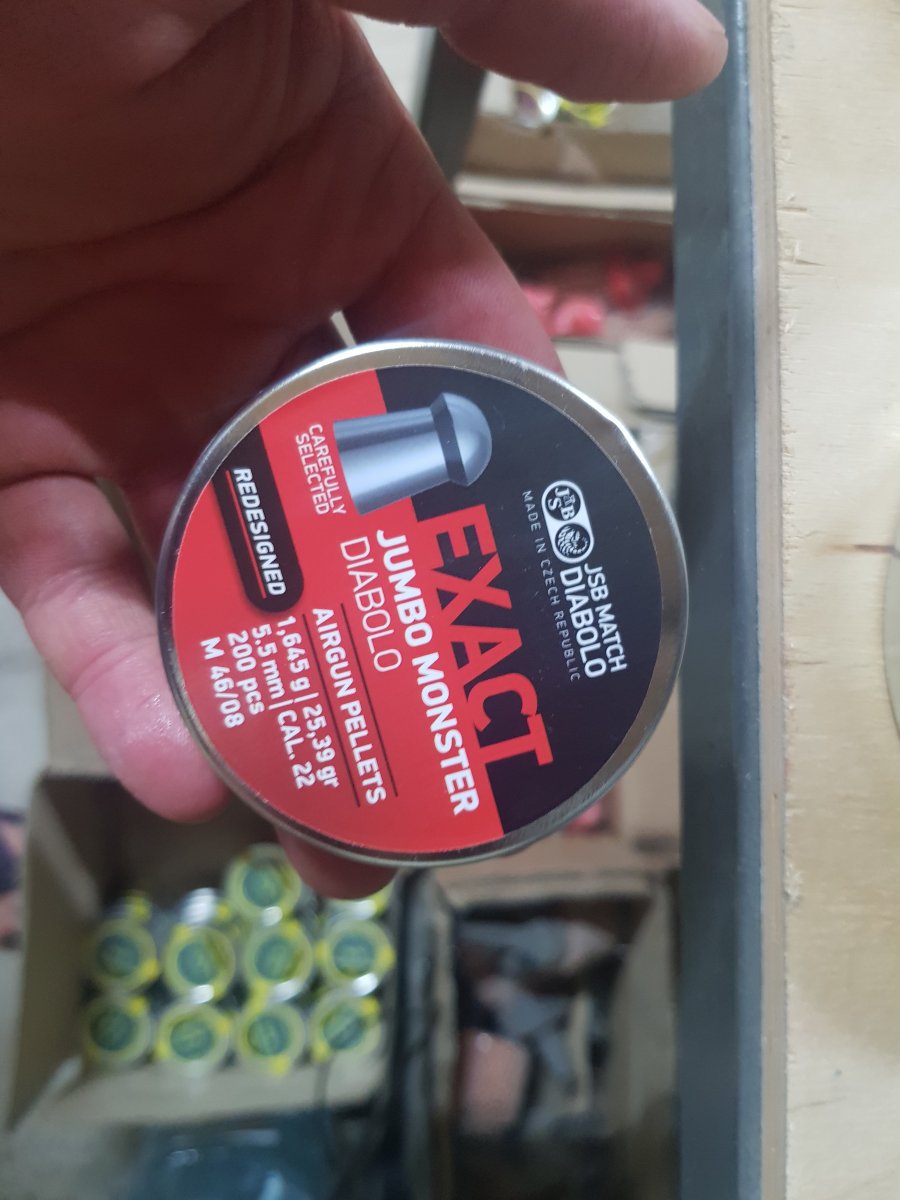 JSB
JSB MATCH
DIABOLO
MADE IN CZECH REPUBLIC
EXACT
JUMBO MONSTER
DIABOLO
CAREFULLY
SELECTED
AIRGUN PELLETS
1,645 g | 25,39 gr
5.5 mm | CAL. 22
200 pcs
M 46/08
REDESIGNED